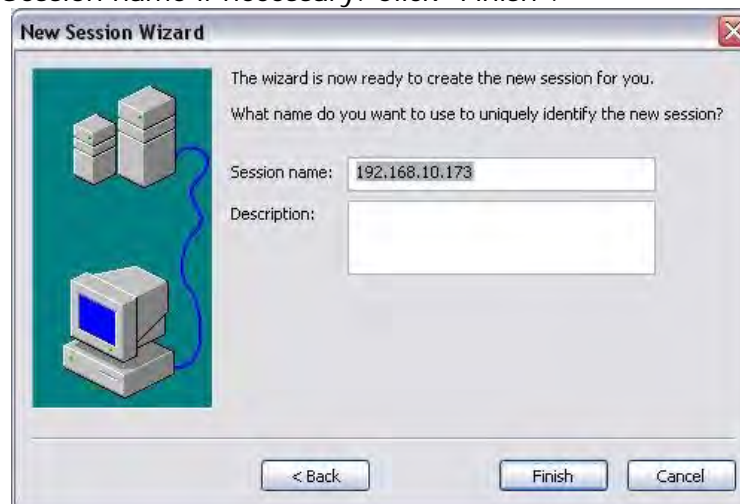 Session name if necessary. Click "Finish".
New Session Wizard
The wizard is now ready to create the new session for you.
What name do you want to use to uniquely identify the new session?
Session name: 192.168.10.173
Description:
< Back Finish Cancel